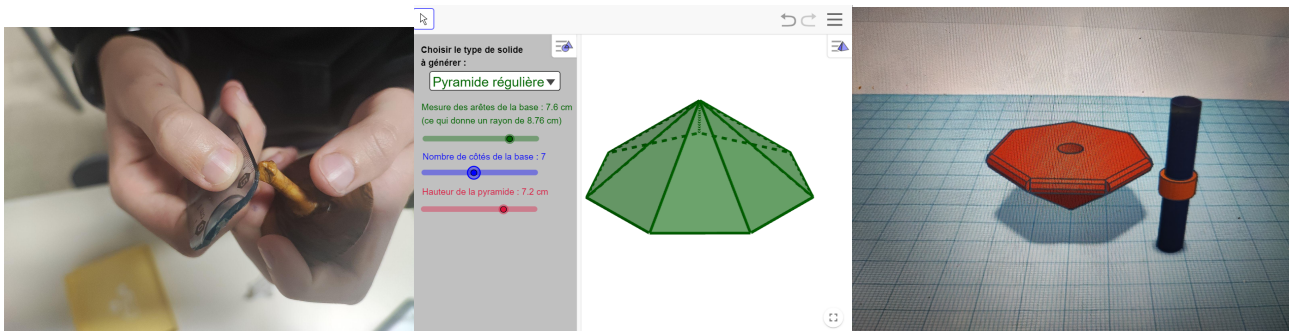 Choisir le type de solide
à générer :
Pyramide régulière
Mesure des arêtes de la base : 7.6 cm
(ce qui donne un rayon de 8.76 cm)
Nombre de côtés de la base : 7
Hauteur de la pyramide : 7.2 cm